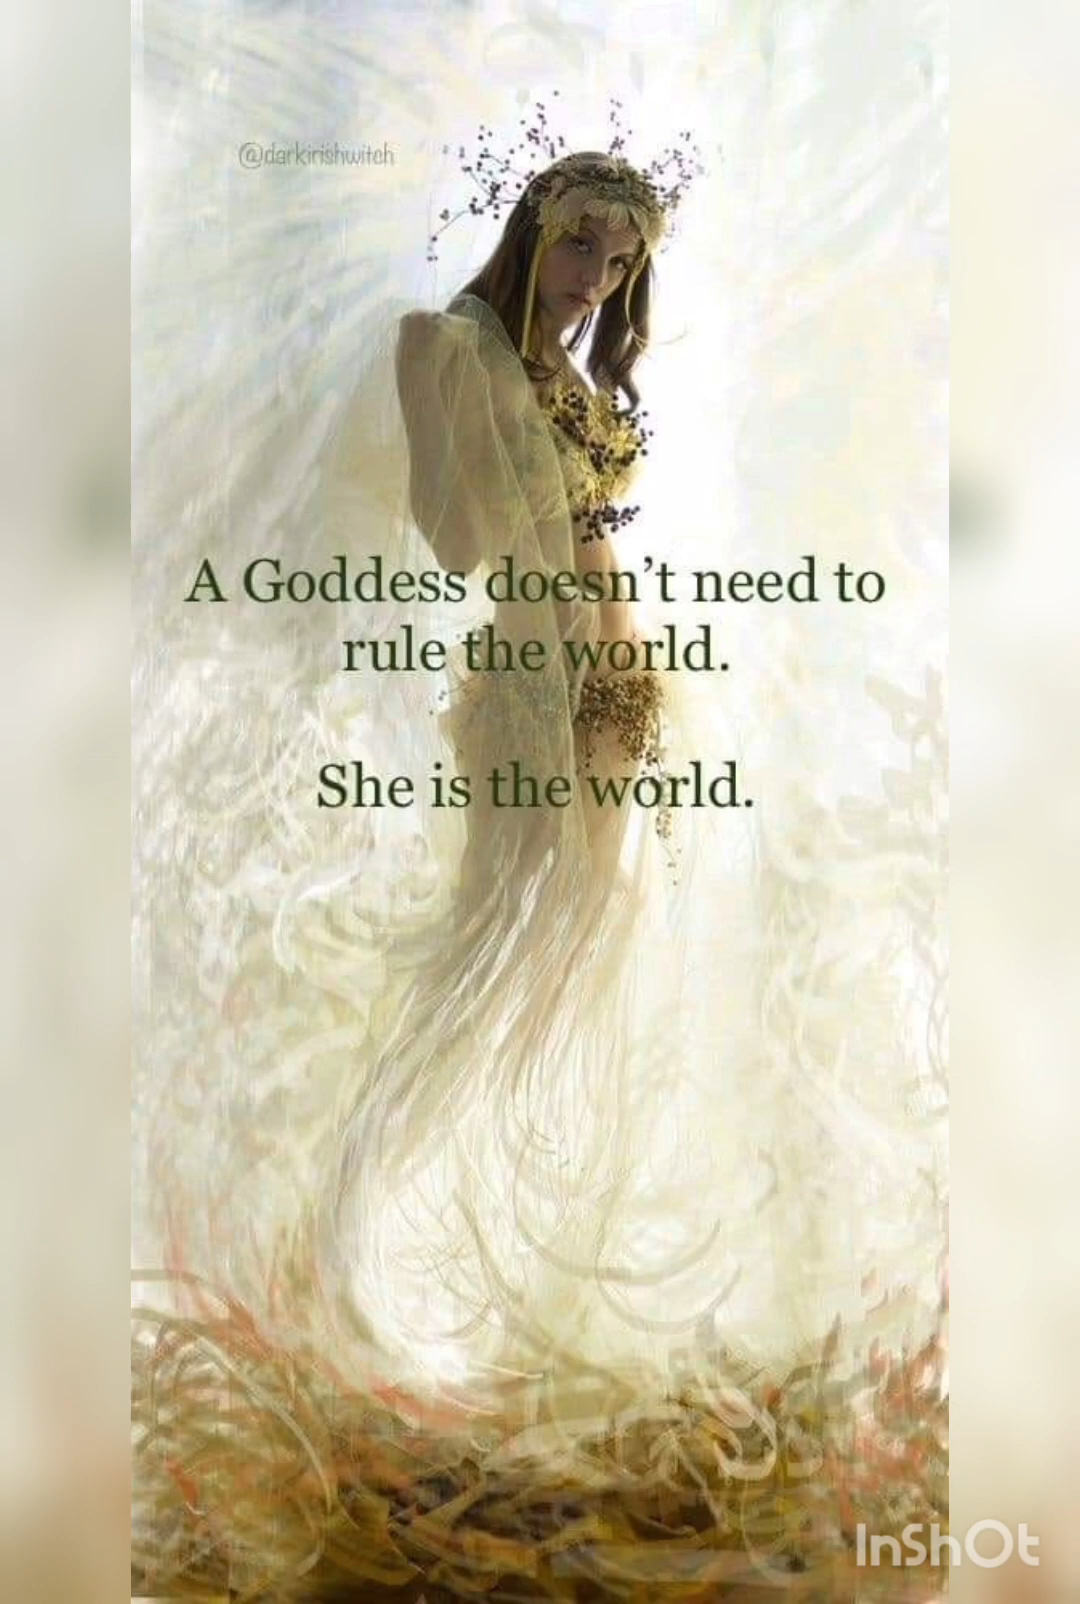 @darkirishwitch
A Goddess doesn’t need to
rule the world.
She is the world.
InShOt